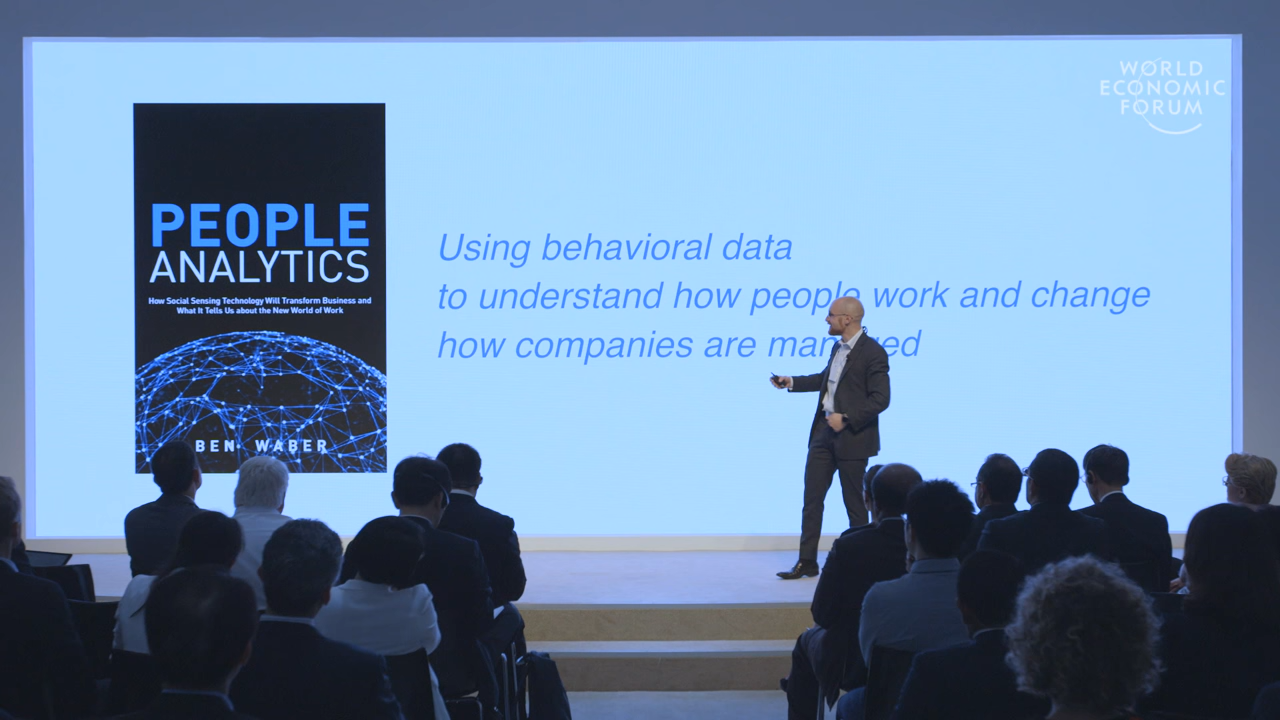 WORLD
ECONOMIC
FORUM
PEOPLE
ANALYTICS
How Social Sensing Technology Will Transform Business and
What It Tells Us about the New World of Work
BEN WABER
Using behavioral data
to understand how people work and change
how companies are managed